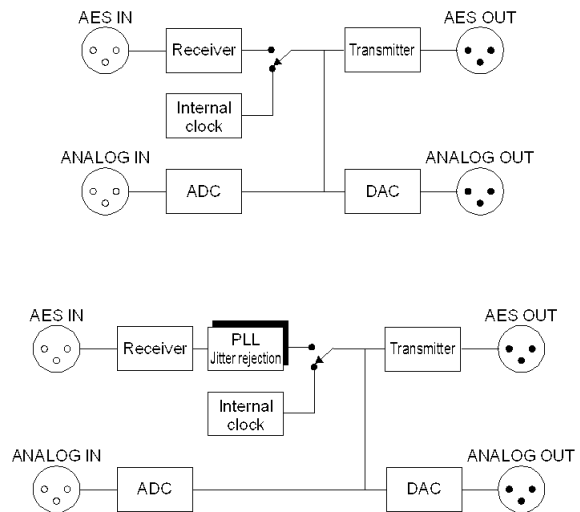 AES IN
AES OUT
Receiver
Transmitter
Internal
clock
ANALOG IN
ANALOG OUT
ADC
DAC
AES IN
AES OUT
Receiver
PLL
Jitter rejection
Transmitter
Internal
clock
ANALOG IN
ANALOG OUT
ADC
DAC